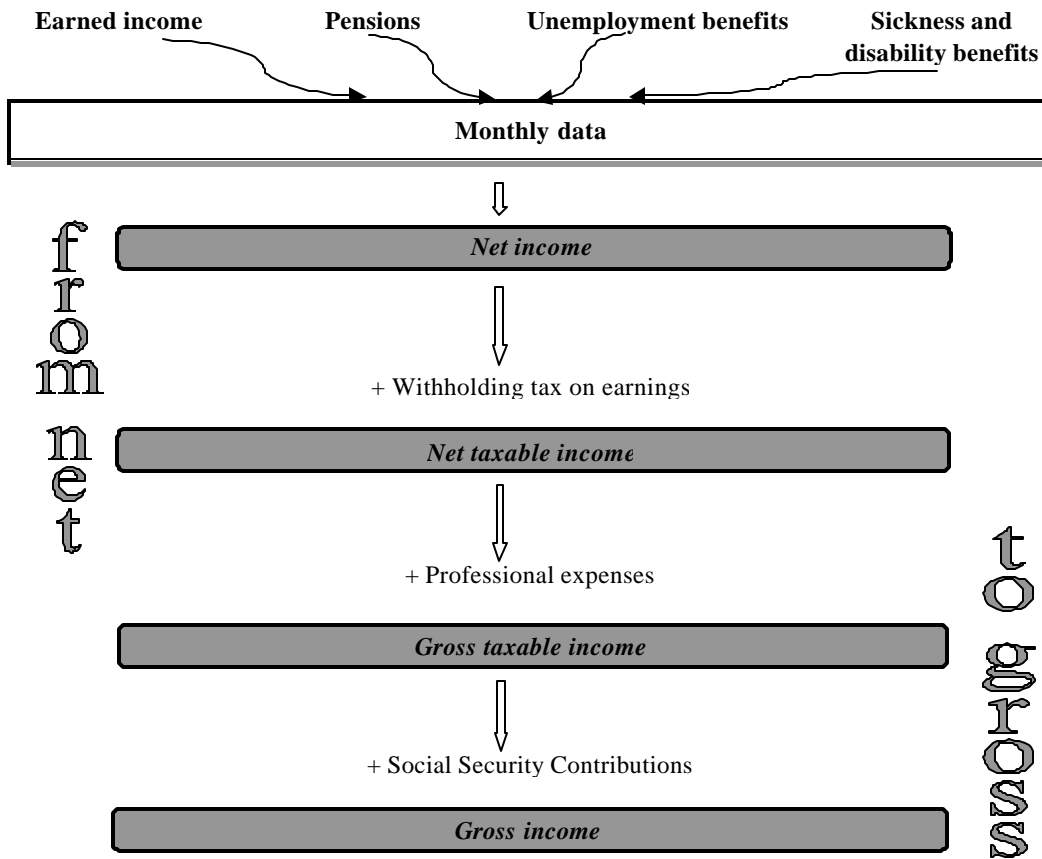 Earned income Pensions Unemployment benefits Sickness and
disability benefits
Monthly data
from net
Net income
+ Withholding tax on earnings
Net taxable income
+ Professional expenses
to gross
Gross taxable income
+ Social Security Contributions
Gross income